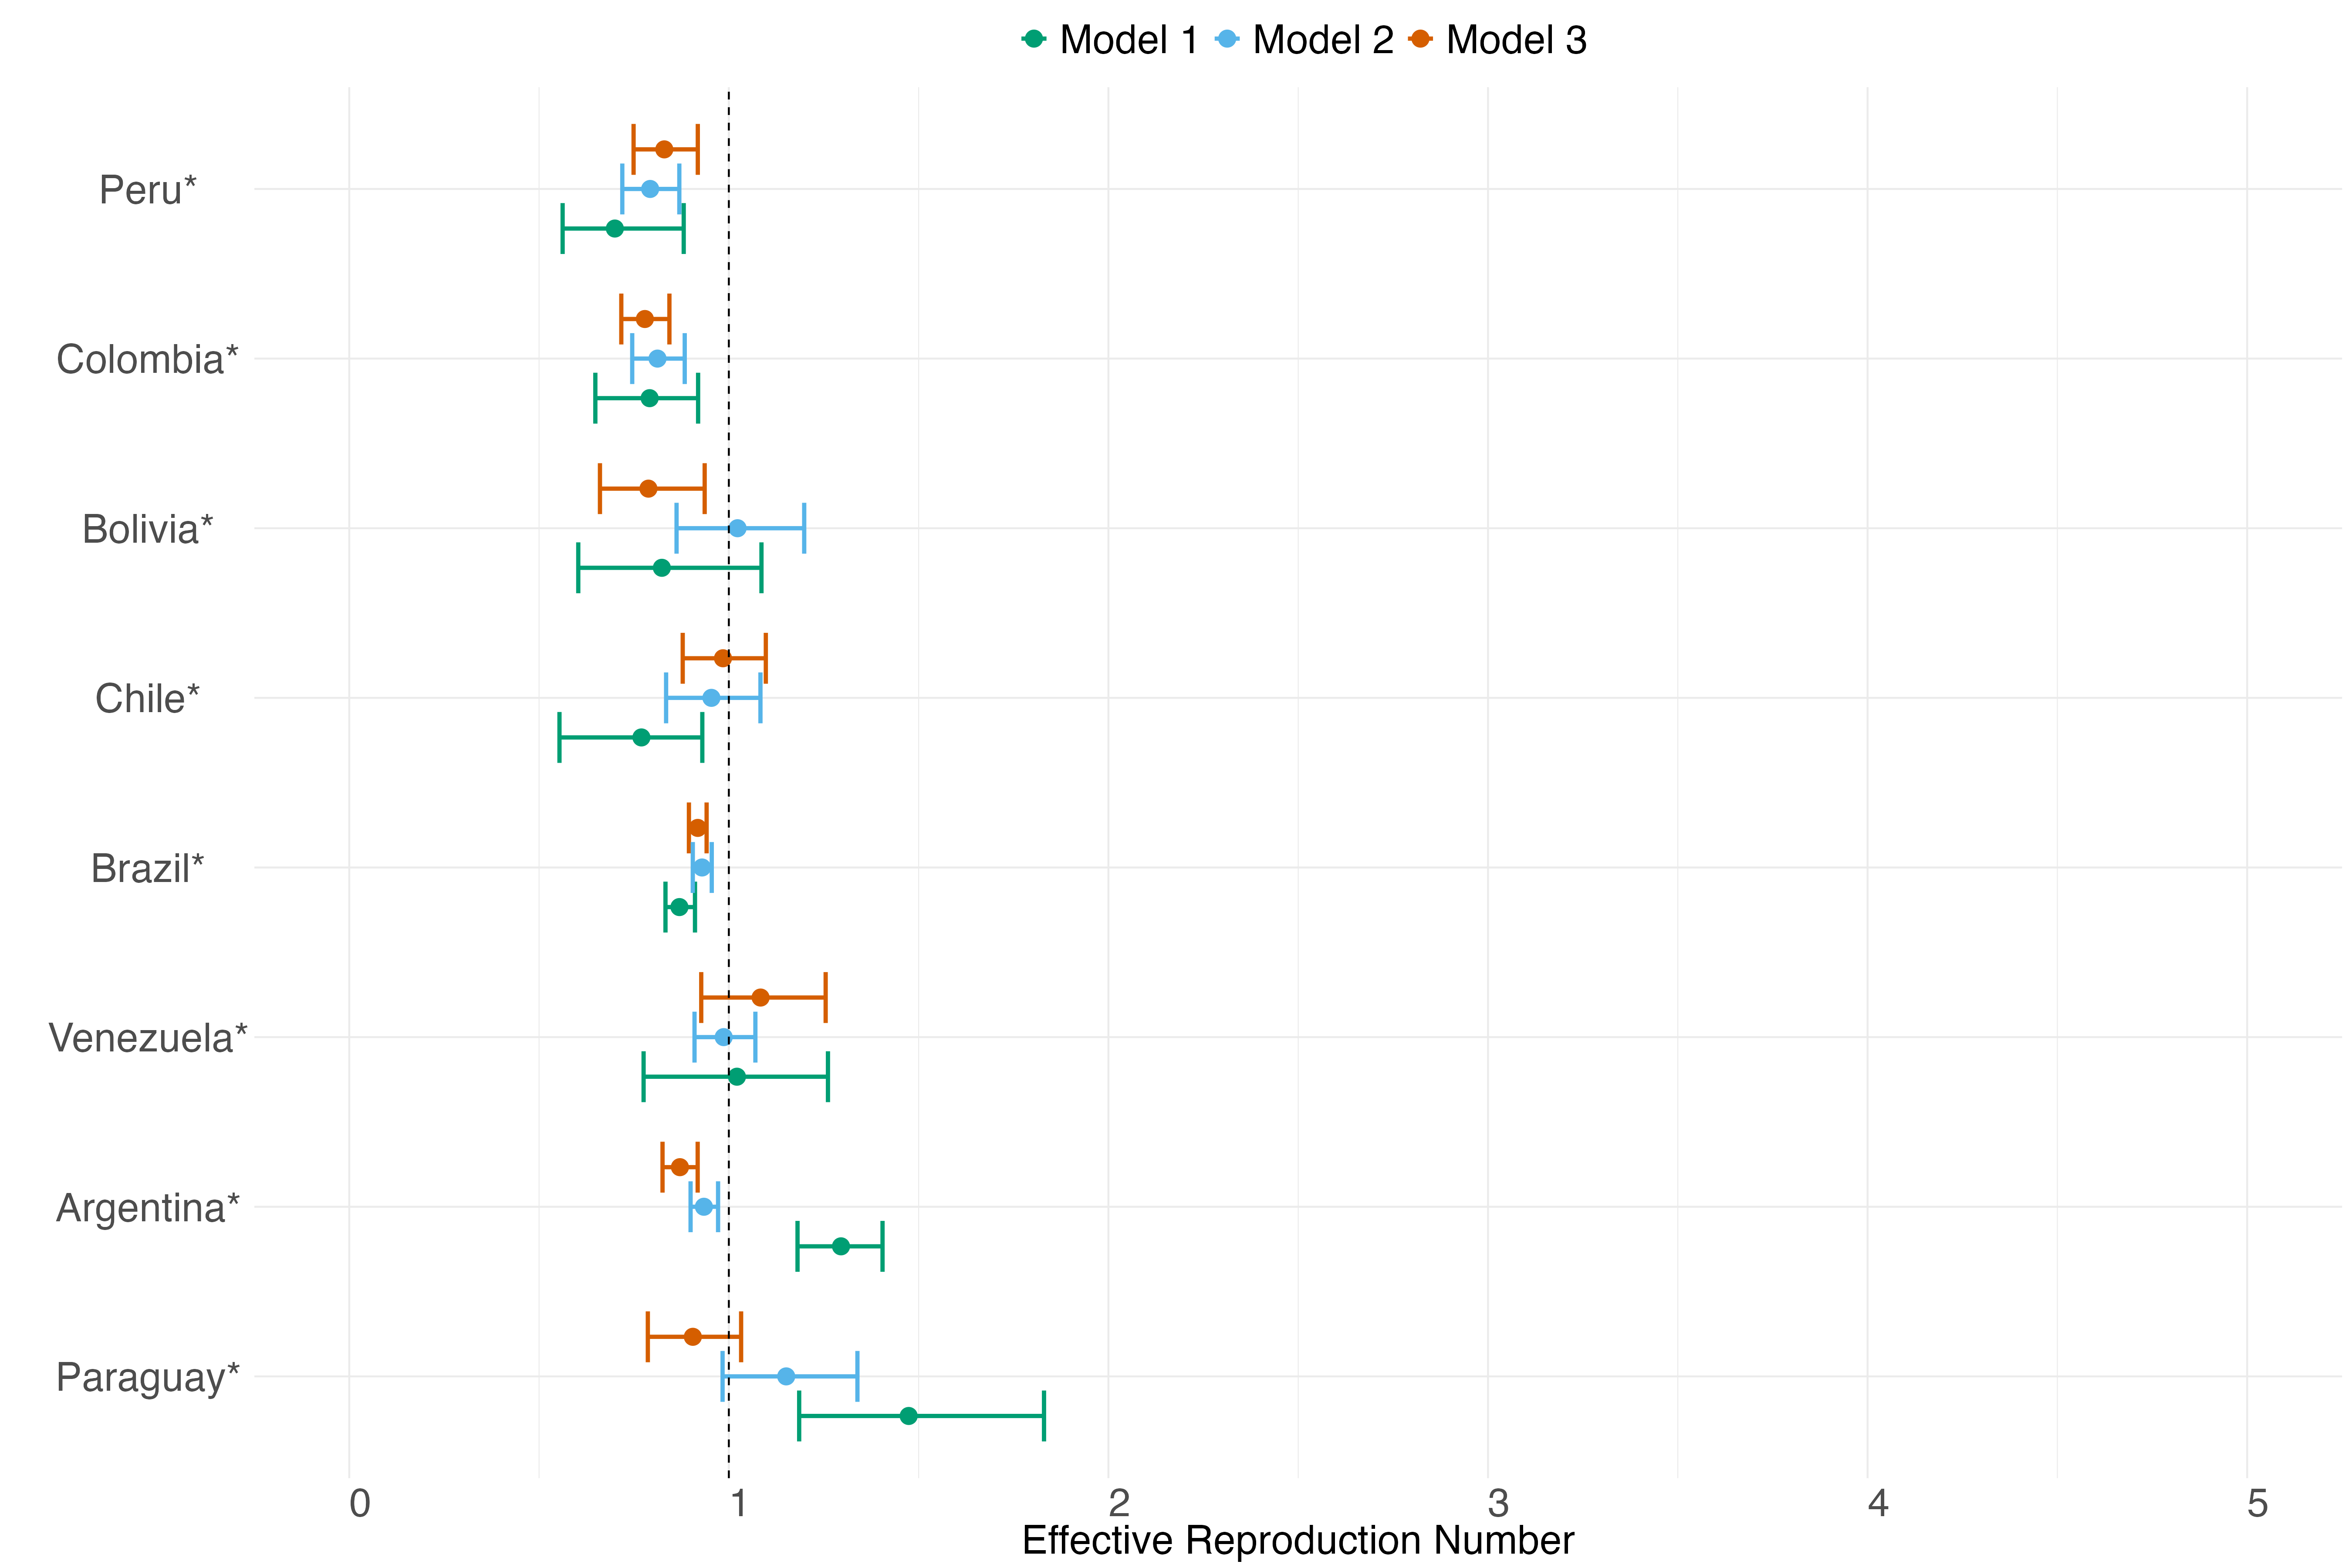 Model 1 Model 2 Model 3
Peru*
Colombia*
Bolivia*
Chile*
Brazil*
Venezuela*
Argentina*
Paraguay*
0 1 2 3 4 5
Effective Reproduction Number